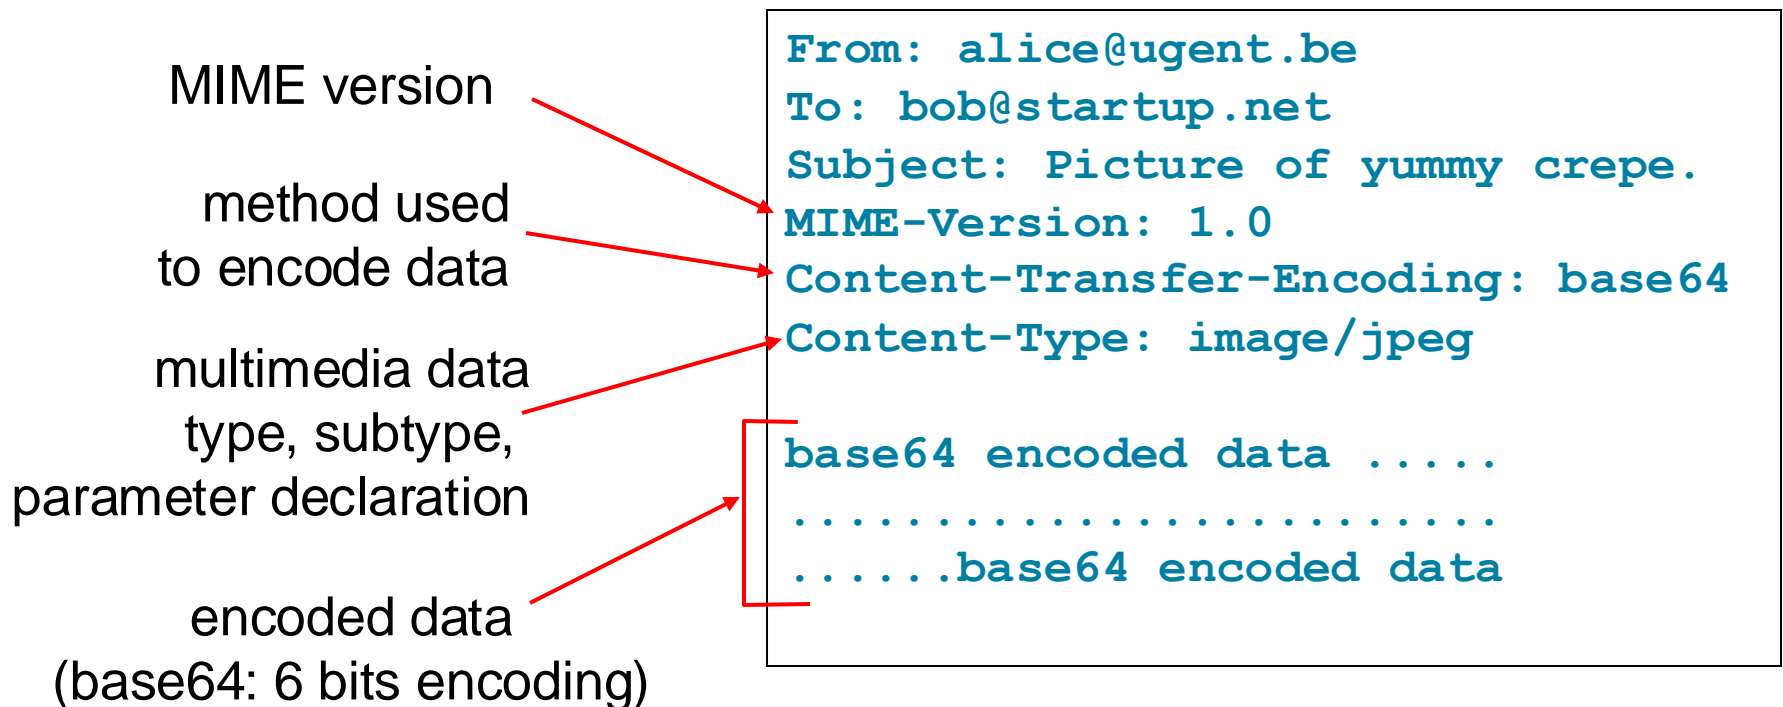 MIME version
method used
to encode data
multimedia data
type, subtype,
parameter declaration
encoded data
(base64: 6 bits encoding)
From: alice@ugent.be
To: bob@startup.net
Subject: Picture of yummy crepe.
MIME-Version: 1.0
Content-Transfer-Encoding: base64
Content-Type: image/jpeg
base64 encoded data .....
.........................
......base64 encoded data